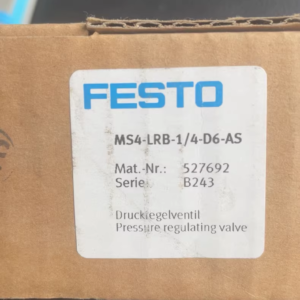 FESTO
MS4-LRB-1/4-D6-AS
Mat.-Nr.: 527692
Serie: B243
Druckregelventil
Pressure regulating valve